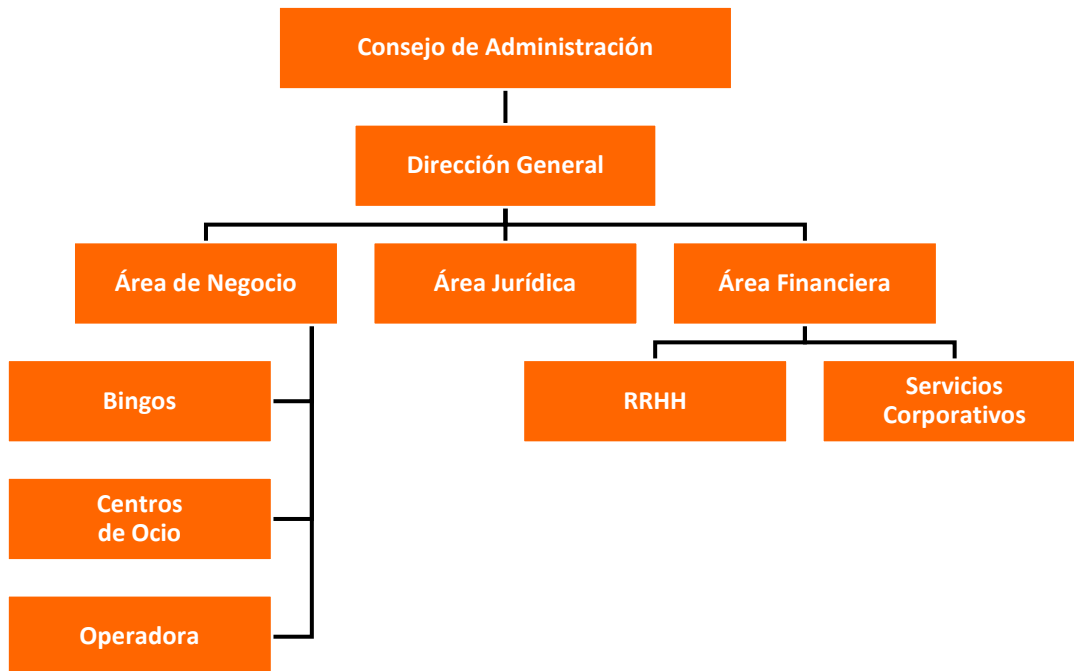 Consejo de Administración
Dirección General
Área de Negocio
Área Jurídica
Área Financiera
Bingos
RRHH
Servicios
Corporativos
Centros
de Ocio
Operadora